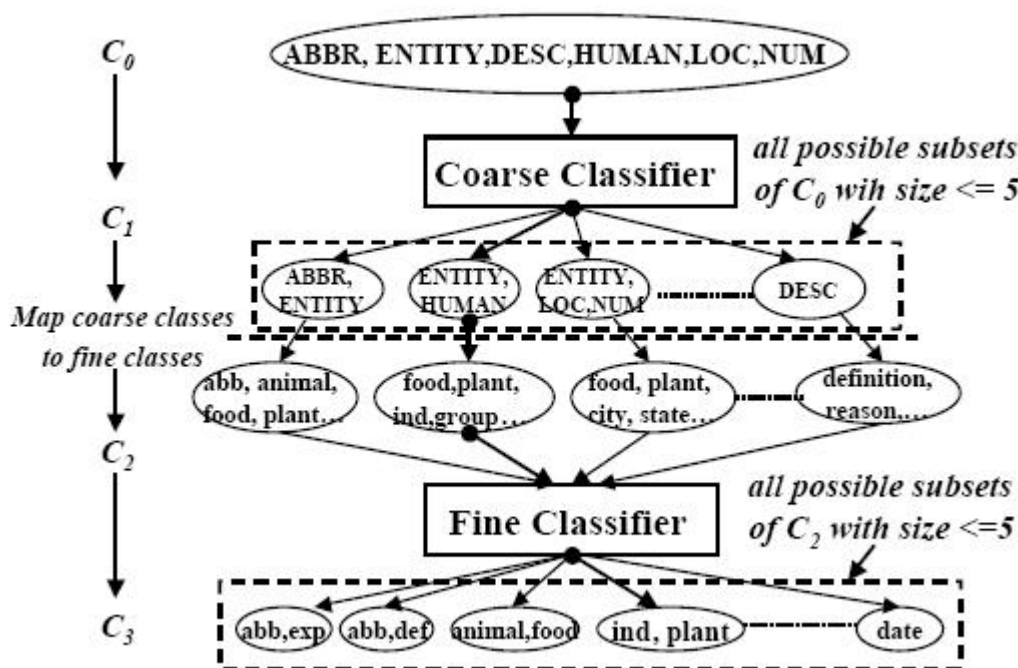 C0
ABBR, ENTITY,DESC,HUMAN,LOC,NUM
all possible subsets
of C0 wih size <= 5
Coarse Classifier
C1
ABBR,
ENTITY
ENTITY,
HUMAN
ENTITY,
LOC,NUM
DESC
Map coarse classes
to fine classes
abb, animal,
food, plant...
food,plant,
ind,group...
food, plant,
city, state...
definition,
reason,...
C2
all possible subsets
of C2 with size <=5
Fine Classifier
C3
abb,exp
abb,def
animal,food
ind, plant
date